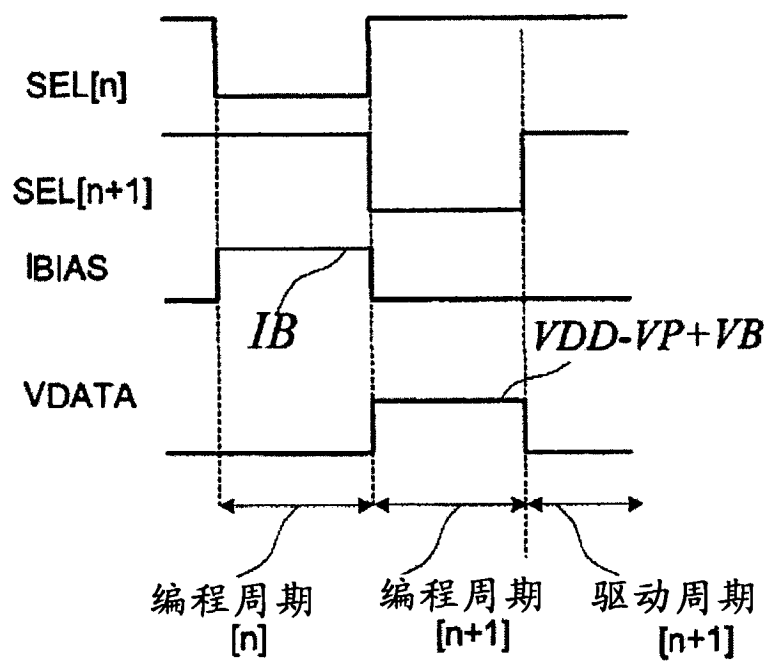 SEL[n]
SEL[n+1]
IBIAS
IB
VDD-VP+VB
VDATA
编程周期
[n]
编程周期
[n+1]
驱动周期
[n+1]